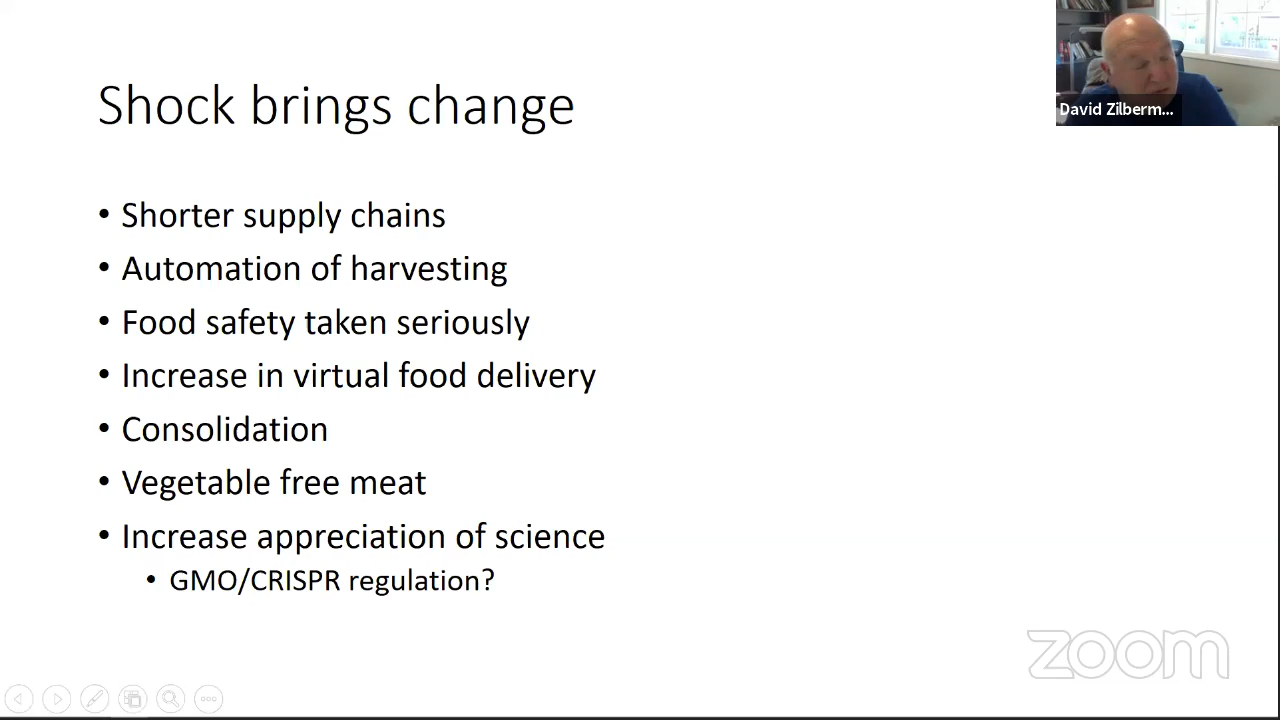 Shock brings change
David Zilberm...
• Shorter supply chains
• Automation of harvesting
• Food safety taken seriously
• Increase in virtual food delivery
• Consolidation
• Vegetable free meat
• Increase appreciation of science
• GMO/CRISPR regulation?
zoom